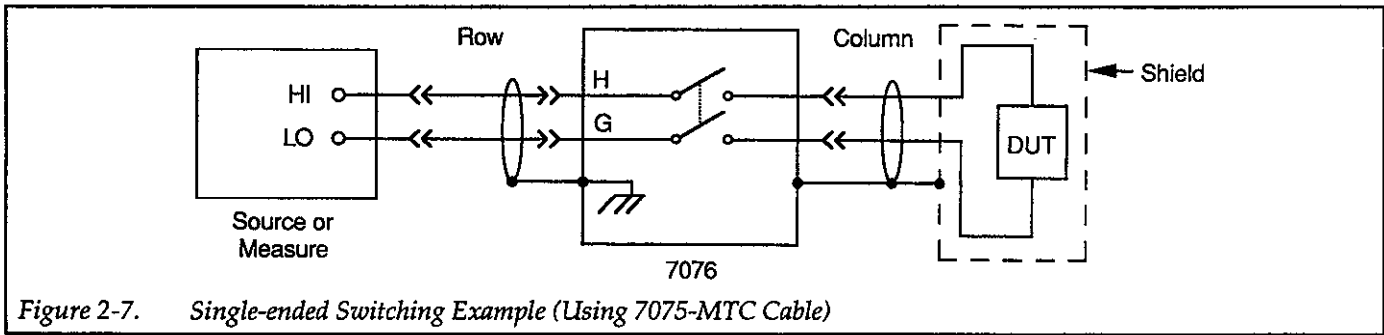 Row
Column
Shield
HI
H
LO
G
DUT
Source or
Measure
7076
Figure 2-7. Single-ended Switching Example (Using 7075-MTC Cable)